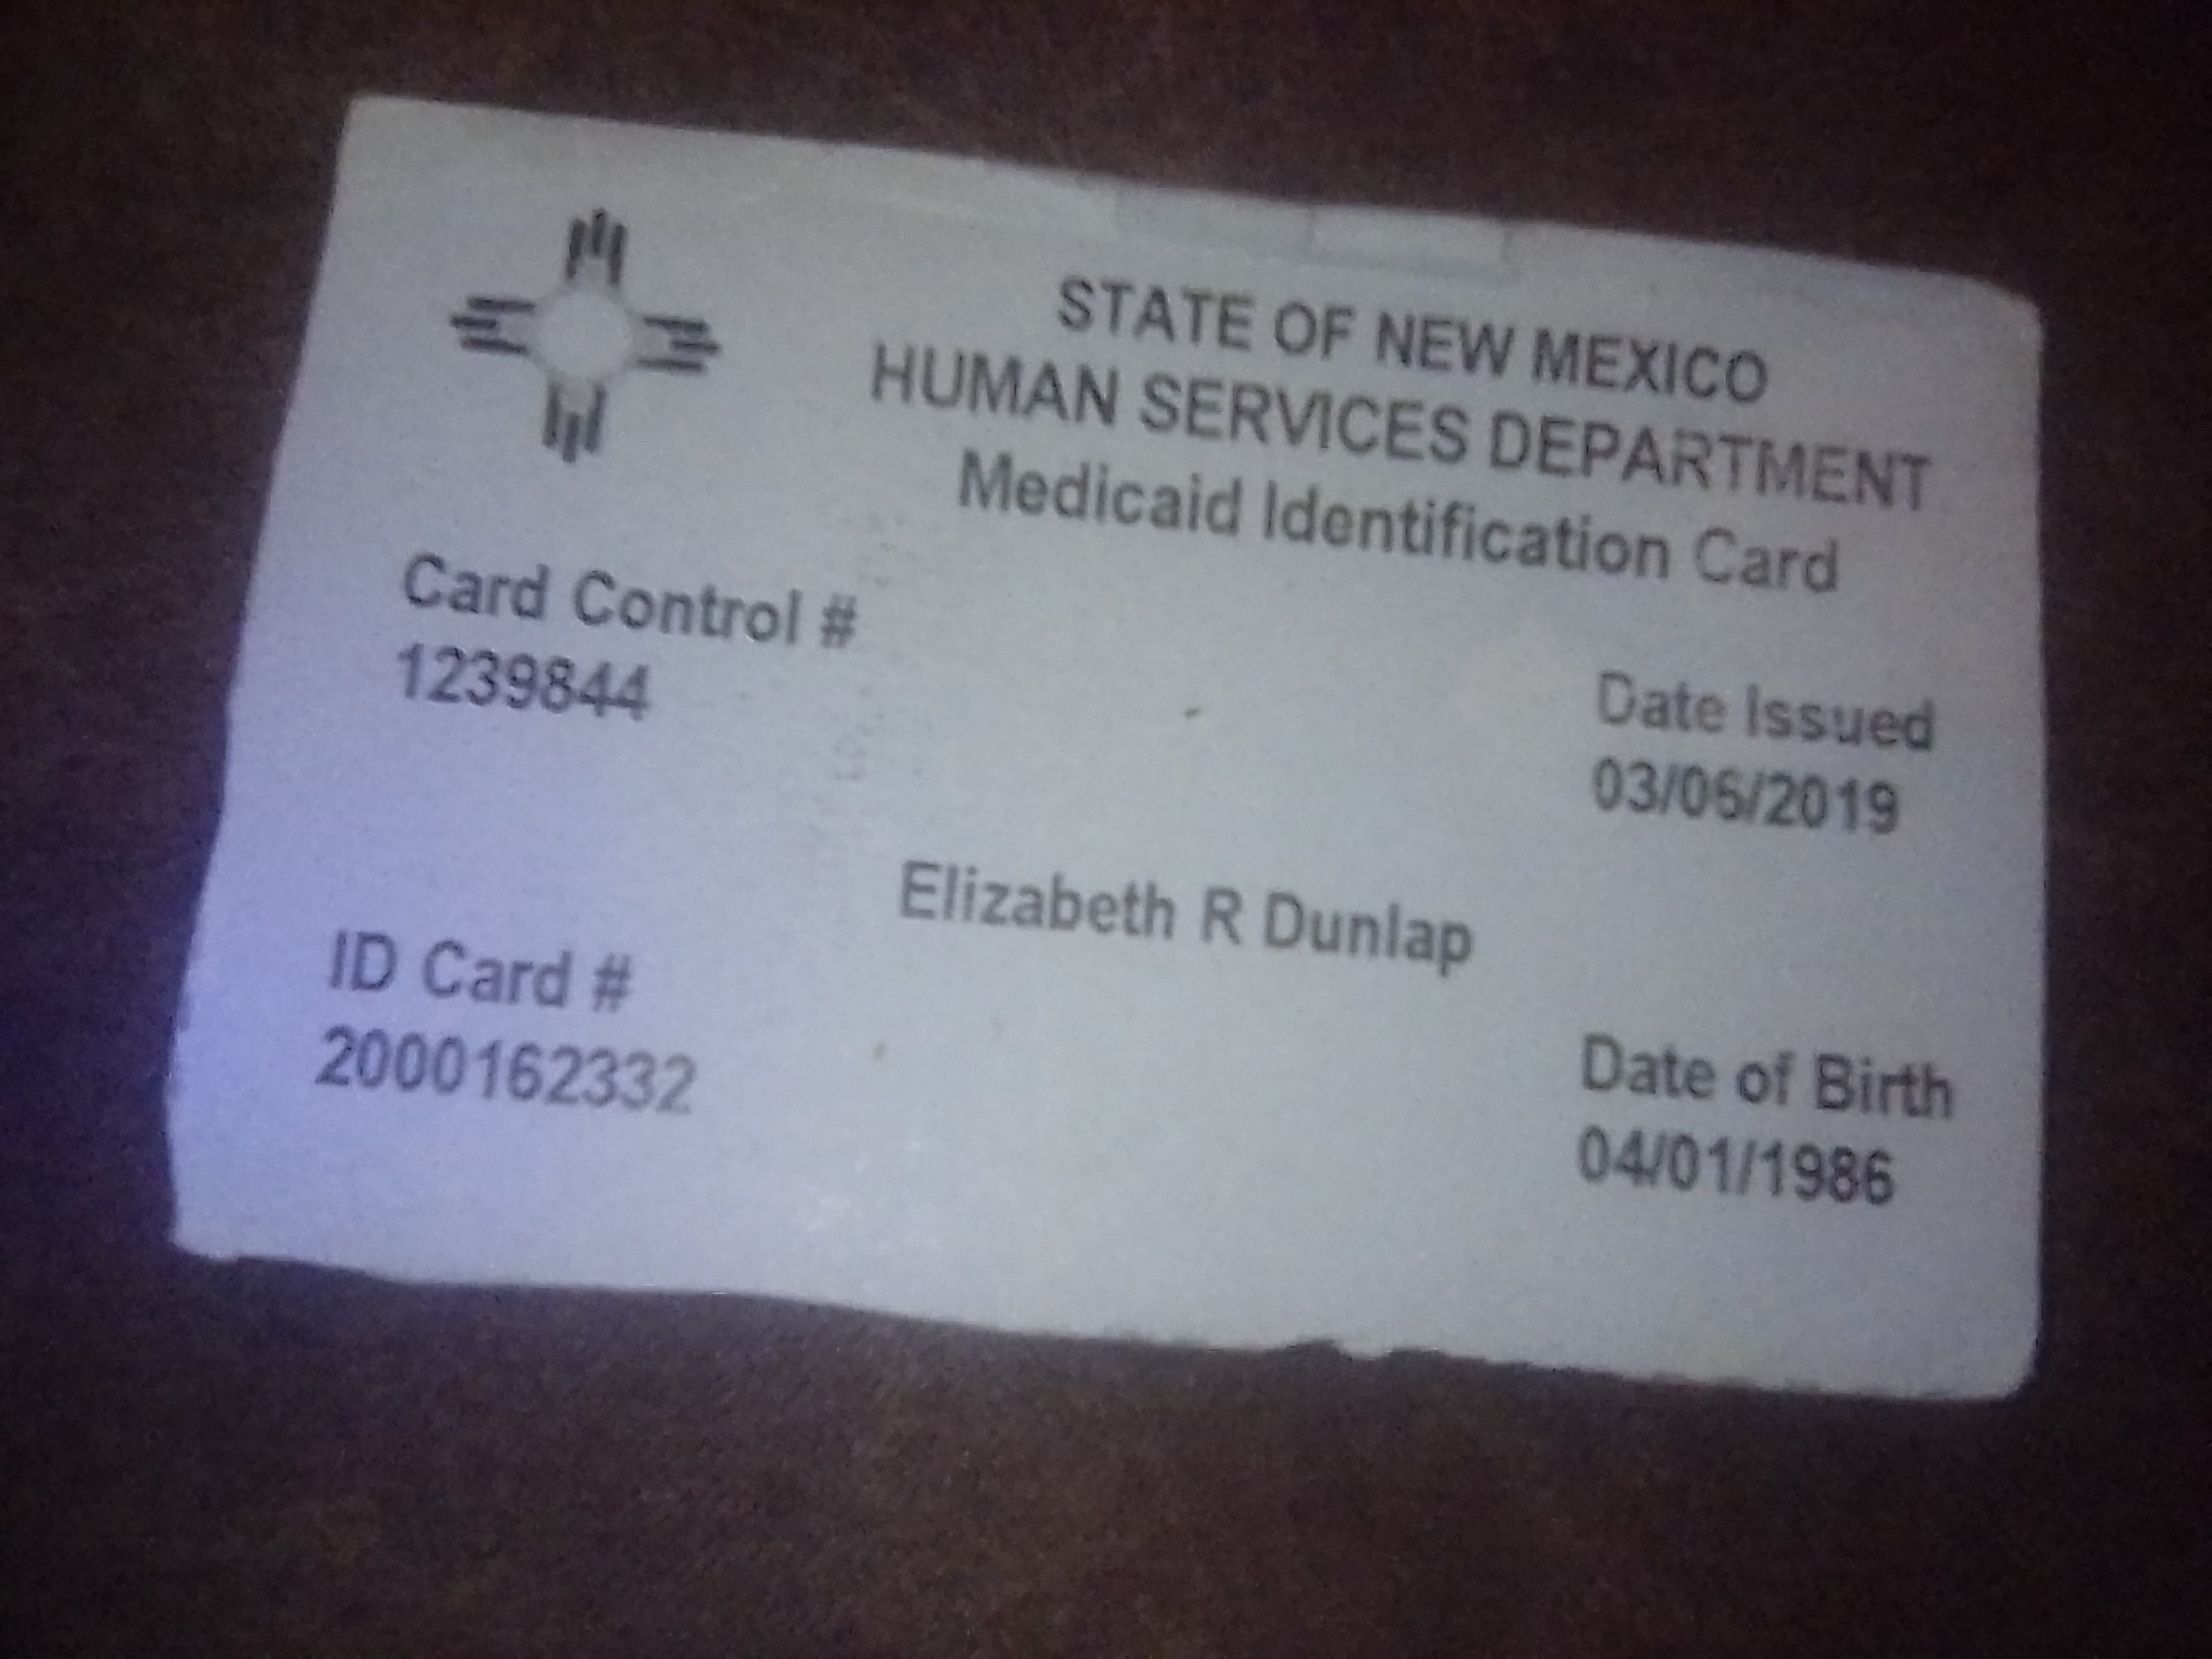 STATE OF NEW MEXICO
HUMAN SERVICES DEPARTMENT
Medicaid Identification Card
Card Control #
1239844
Date Issued
03/06/2019
Elizabeth R Dunlap
ID Card #
2000162332
Date of Birth
04/01/1986